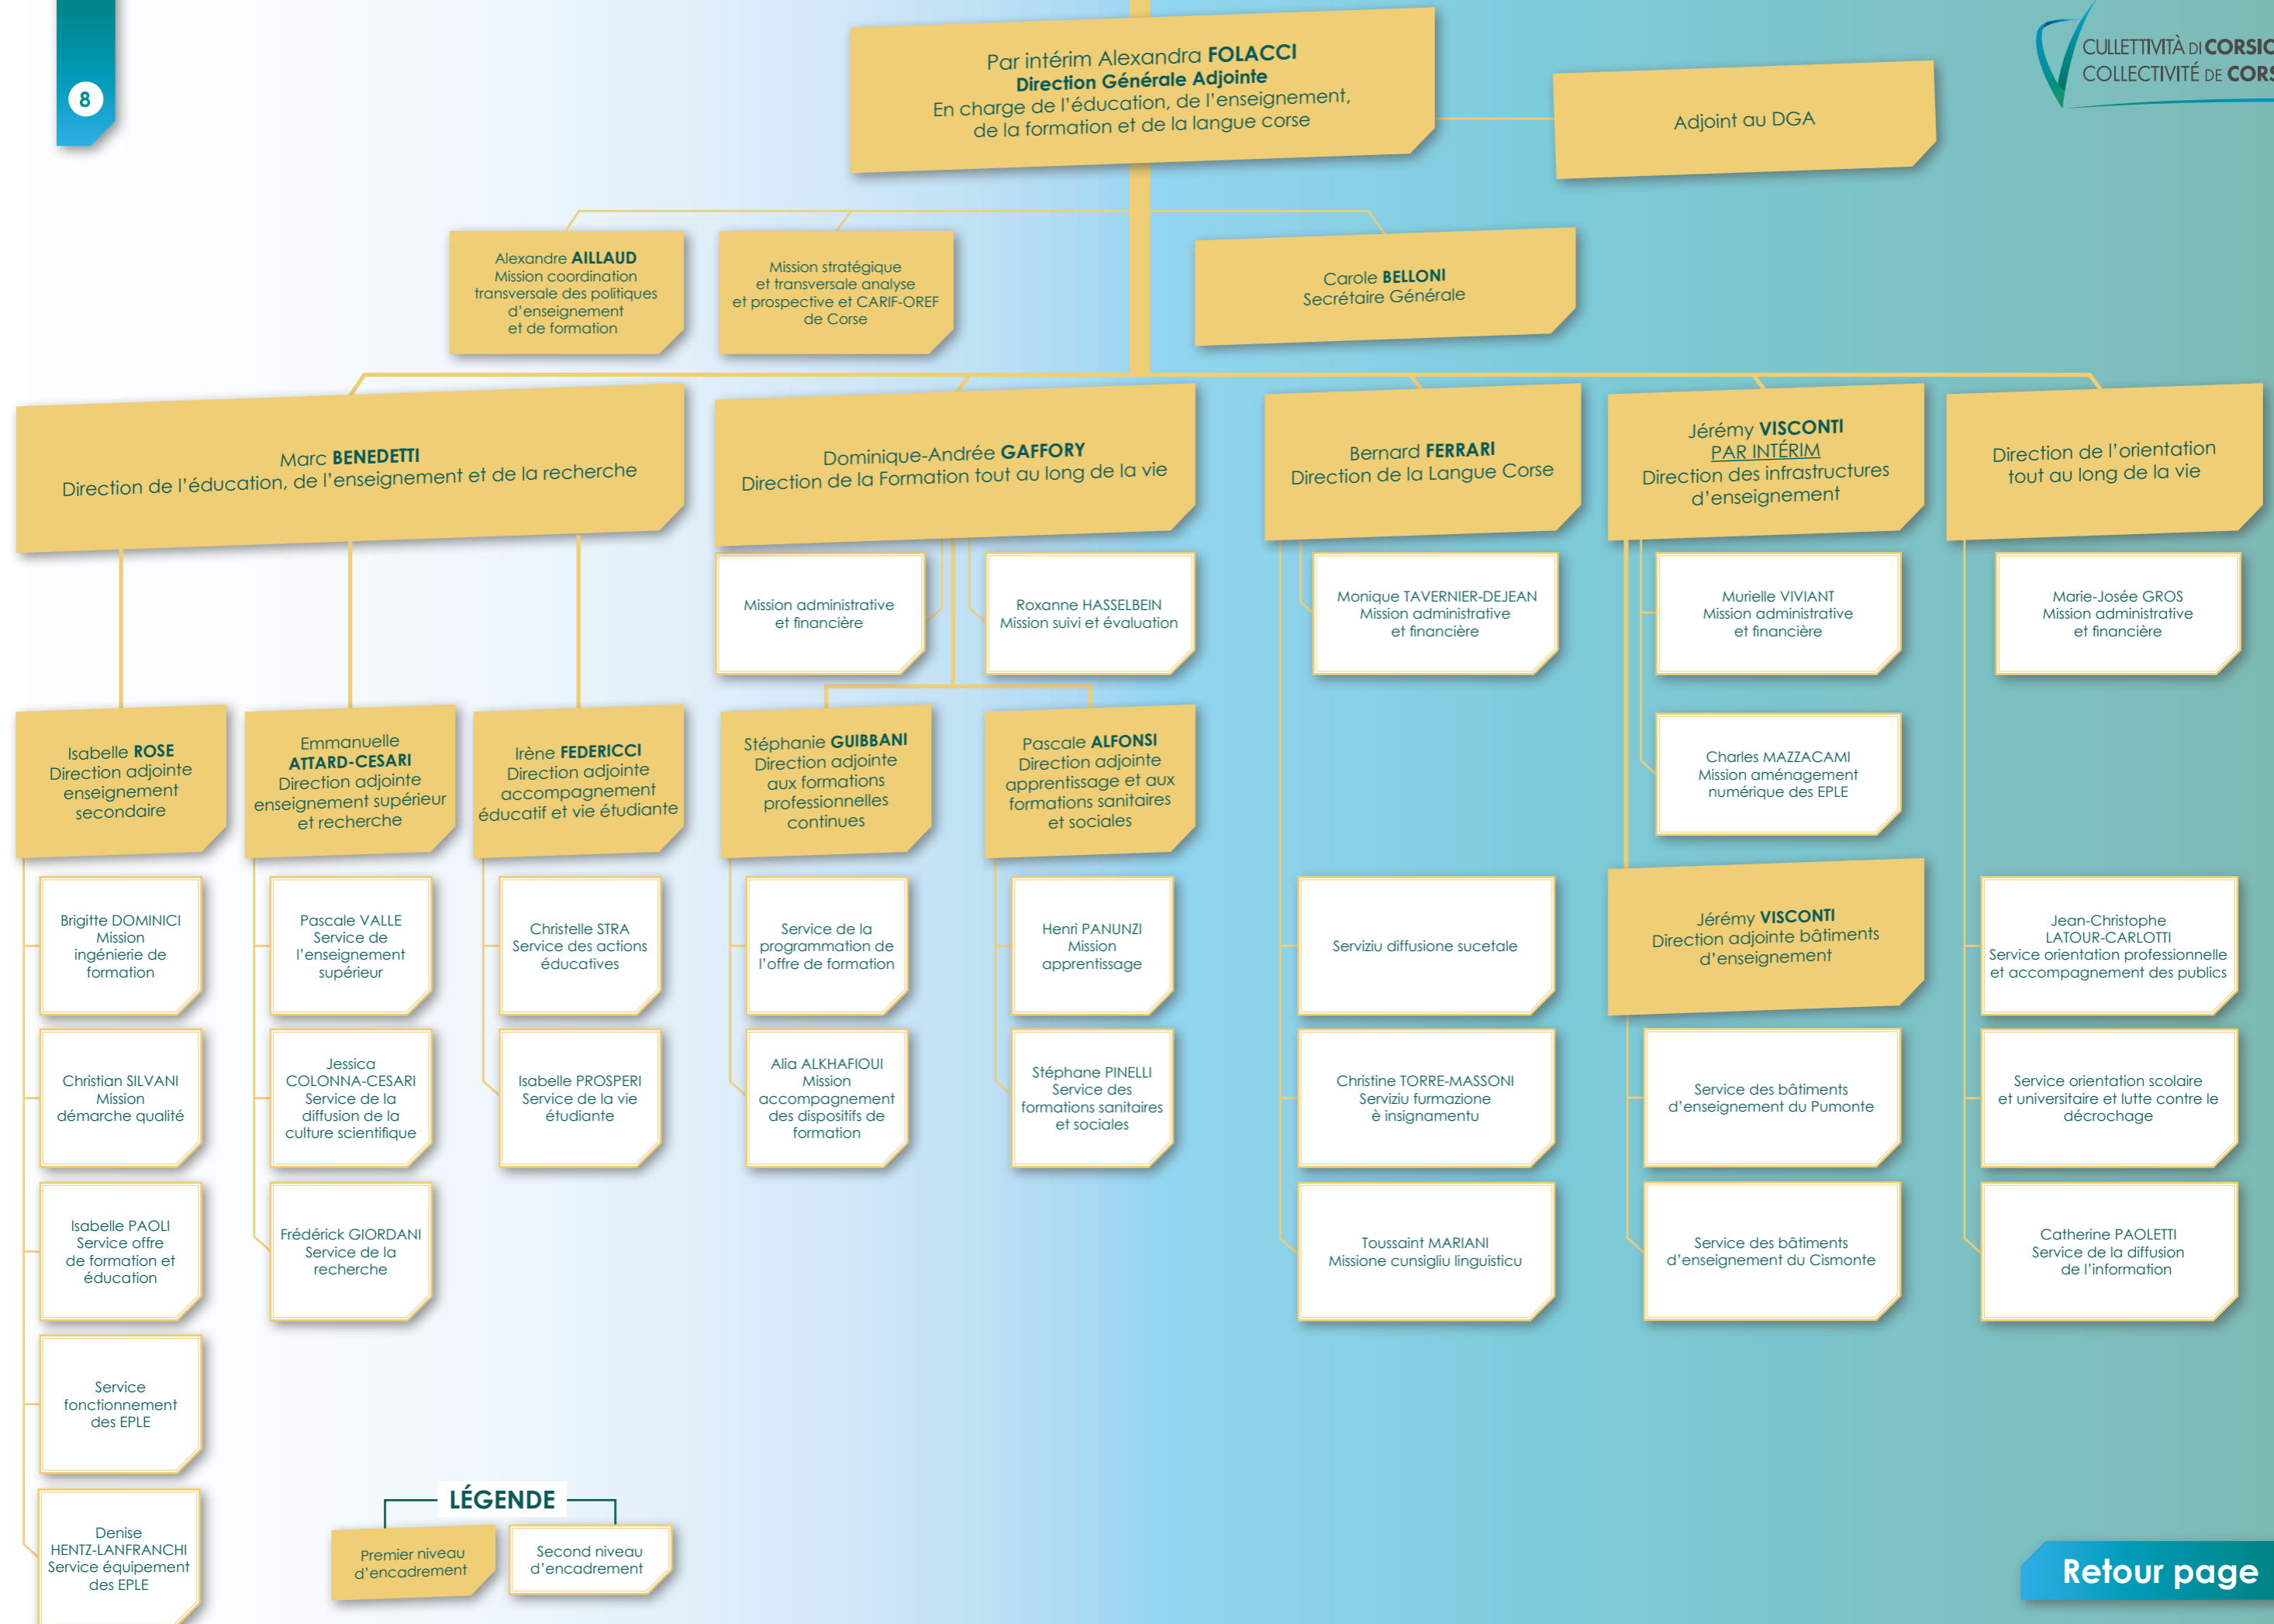 8
Par intérim Alexandra FOLACCI
Direction Générale Adjointe
En charge de l'éducation, de l'enseignement,
de la formation et de la langue corse
Adjoint au DGA
CULLETTIVITÀ DI CORSIC
COLLECTIVITÉ DE CORS
Alexandre AILLAUD
Mission coordination
transversale des politiques
d'enseignement
et de formation
Mission stratégique
et transversale analyse
et prospective et CARIF-OREF
de Corse
Carole BELLONI
Secrétaire Générale
Marc BENEDETTI
Direction de l'éducation, de l'enseignement et de la recherche
Dominique-Andrée GAFFORY
Direction de la Formation tout au long de la vie
Bernard FERRARI
Direction de la Langue Corse
Jérémy VISCONTI
PAR INTÉRIM
Direction des infrastructures
d'enseignement
Direction de l'orientation
tout au long de la vie
Mission administrative
et financière
Roxanne HASSELBEIN
Mission suivi et évaluation
Monique TAVERNIER-DEJEAN
Mission administrative
et financière
Murielle VIVIANT
Mission administrative
et financière
Marie-Josée GROS
Mission administrative
et financière
Charles MAZZACAMI
Mission aménagement
numérique des EPLE
Isabelle ROSE
Direction adjointe
enseignement
secondaire
Emmanuelle
ATTARD-CESARI
Direction adjointe
enseignement supérieur
et recherche
Irène FEDERICCI
Direction adjointe
accompagnement
éducatif et vie étudiante
Stéphanie GUIBBANI
Direction adjointe
aux formations
professionnelles
continues
Pascale ALFONSI
Direction adjointe
apprentissage et aux
formations sanitaires
et sociales
Jérémy VISCONTI
Direction adjointe bâtiments
d'enseignement
Brigitte DOMINICI
Mission
ingénierie de
formation
Pascale VALLE
Service de
l'enseignement
supérieur
Christelle STRA
Service des actions
éducatives
Service de la
programmation de
l'offre de formation
Henri PANUNZI
Mission
apprentissage
Serviziu diffusione sucetale
Jean-Christophe
LATOUR-CARLOTTI
Service orientation professionnelle
et accompagnement des publics
Christian SILVANI
Mission
démarche qualité
Jessica
COLONNA-CESARI
Service de la
diffusion de la
culture scientifique
Isabelle PROSPERI
Service de la vie
étudiante
Alia ALKHAFIOUI
Mission
accompagnement
des dispositifs de
formation
Stéphane PINELLI
Service des
formations sanitaires
et sociales
Christine TORRE-MASSONI
Serviziu furmazione
è insignamentu
Service des bâtiments
d'enseignement du Pumonte
Service orientation scolaire
et universitaire et lutte contre le
décrochage
Isabelle PAOLI
Service offre
de formation et
éducation
Frédérick GIORDANI
Service de la
recherche
Toussaint MARIANI
Missione cunsigliu linguisticu
Service des bâtiments
d'enseignement du Cismonte
Catherine PAOLETTI
Service de la diffusion
de l'information
Service
fonctionnement
des EPLE
Denise
HENTZ-LANFRANCHI
Service équipement
des EPLE
LÉGENDE
Premier niveau
d'encadrement
Second niveau
d'encadrement
Retour page